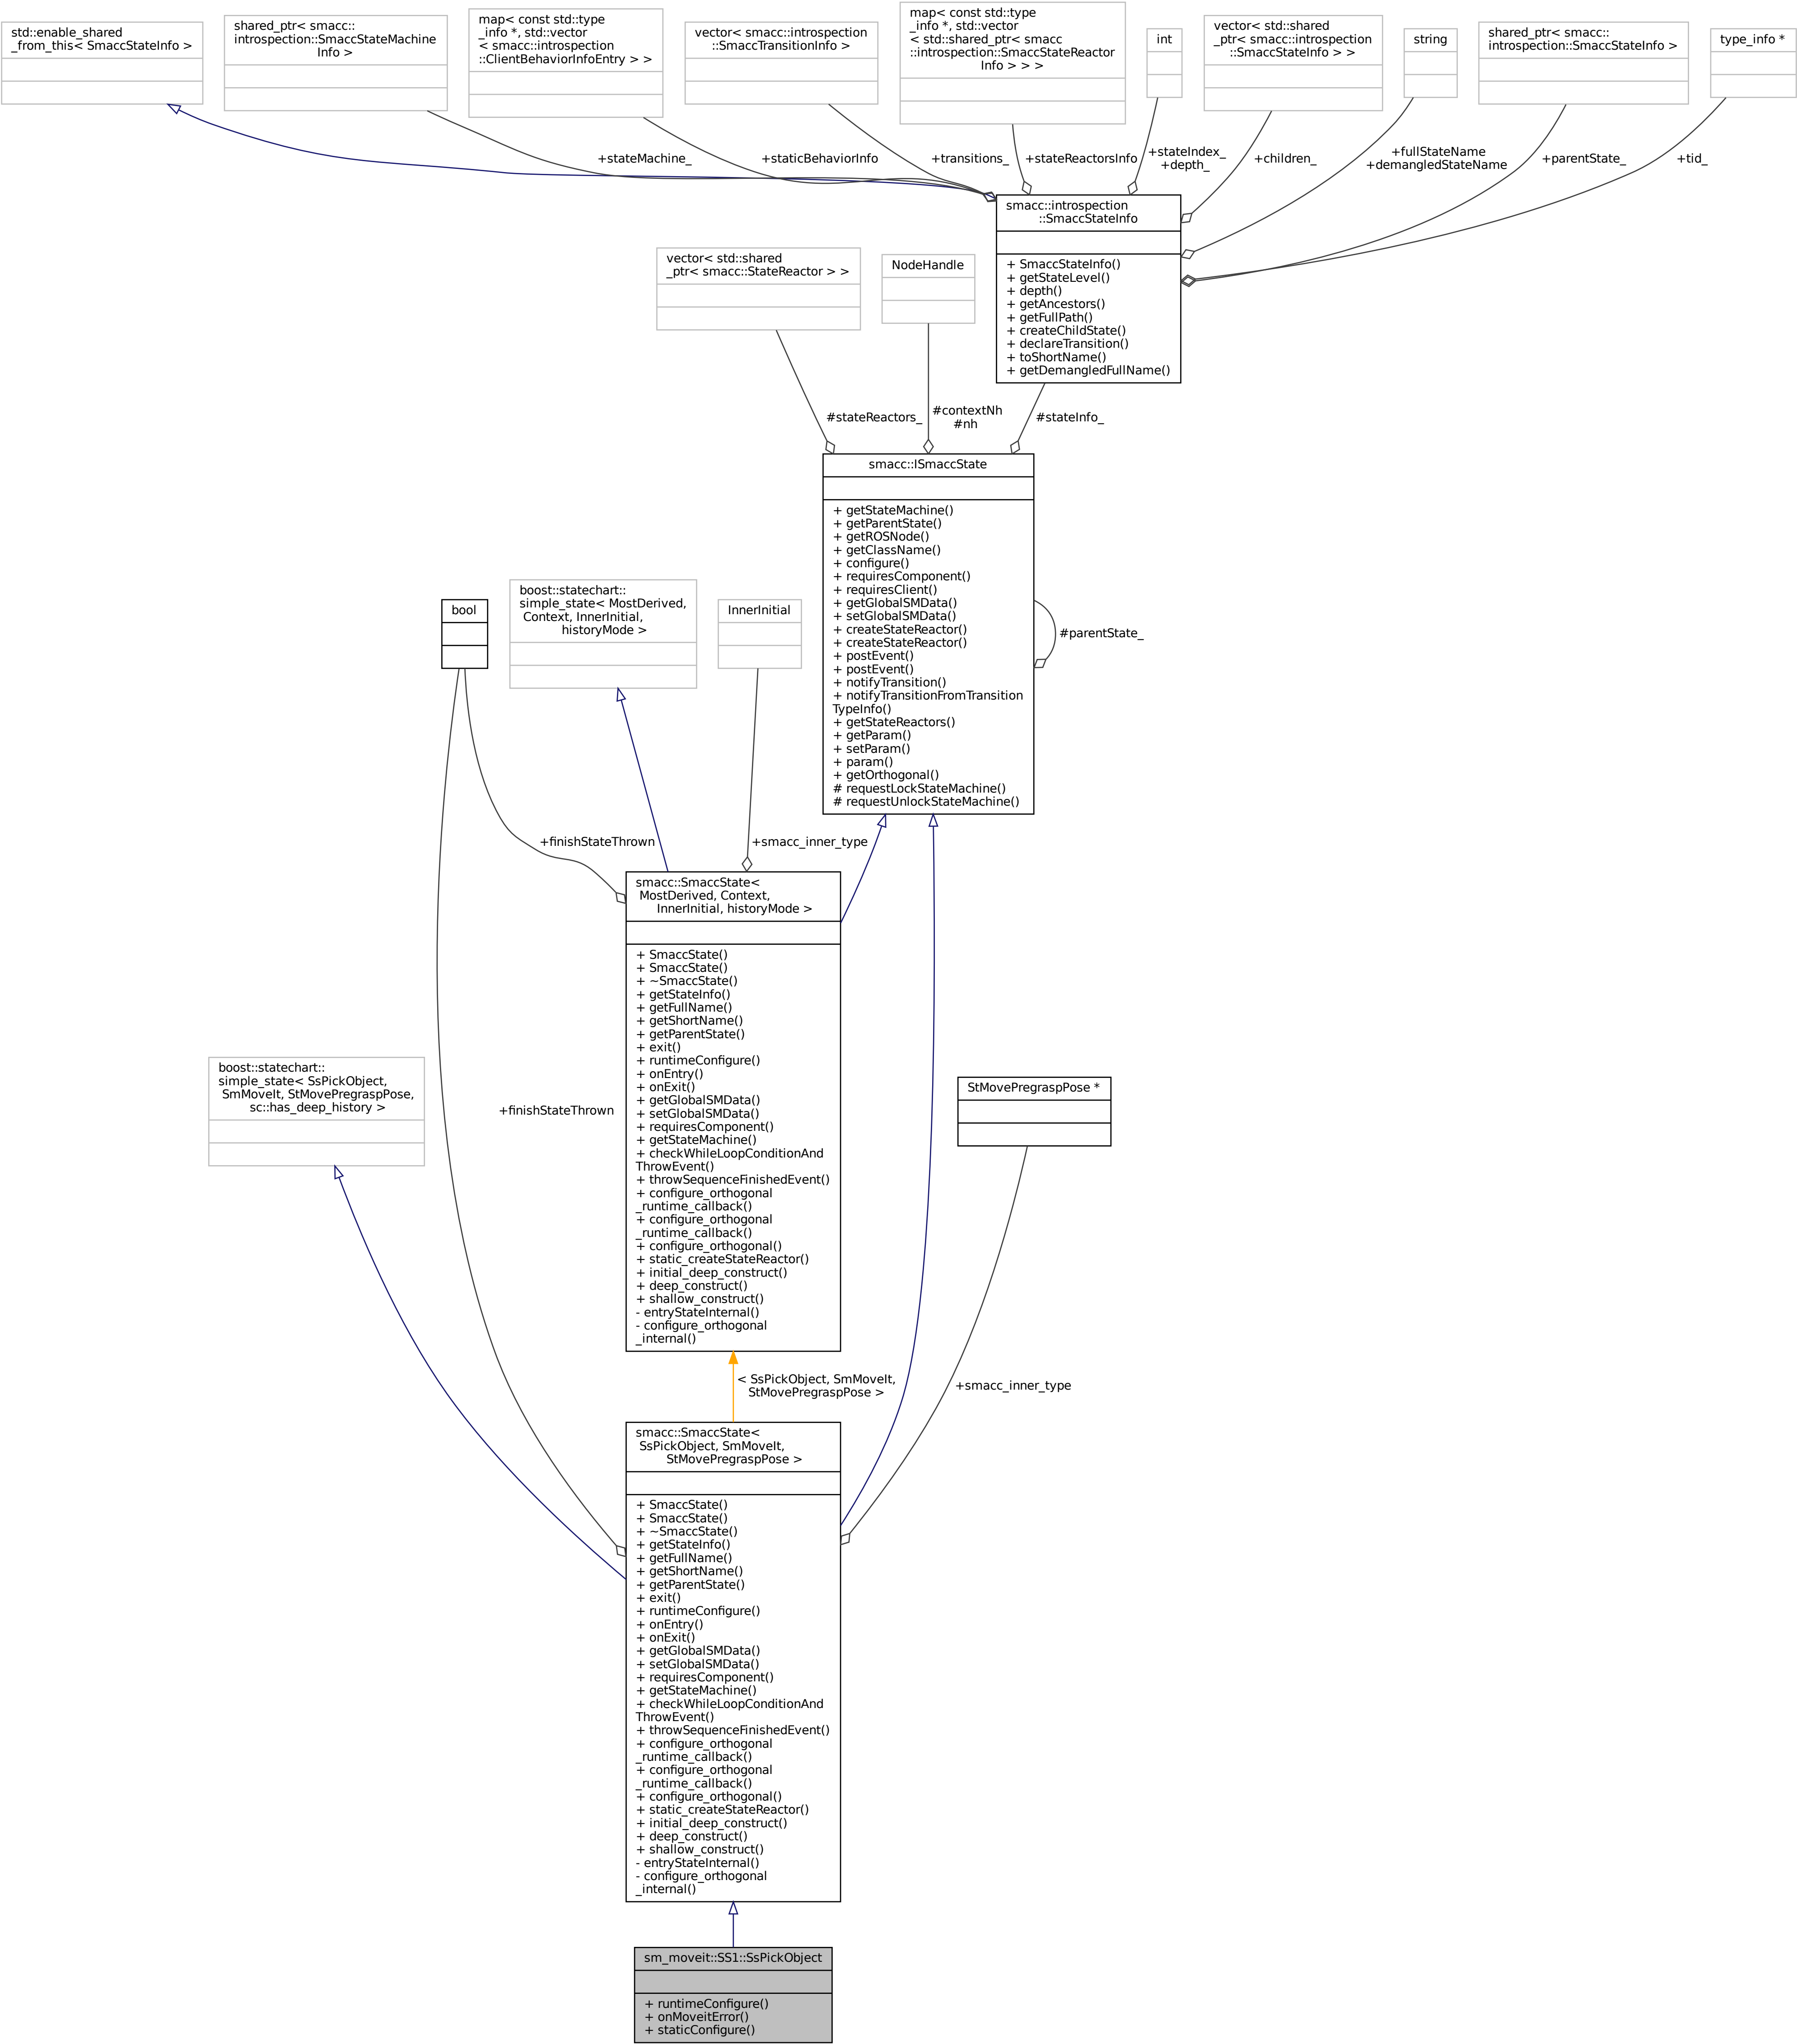 std::enable_shared
_from_this< SmaccStateInfo >
shared_ptr< smacc::
introspection::SmaccStateMachine
Info >
map< const std::type
_info *, std::vector
< smacc::introspection
::ClientBehaviorInfoEntry > >
vector< smacc::introspection
::SmaccTransitionInfo >
map< const std::type
_info *, std::vector
< std::shared_ptr< smacc
::introspection::SmaccStateReactor
Info > > >
int
vector< std::shared
_ptr< smacc::introspection
::SmaccStateInfo > >
string
shared_ptr< smacc::
introspection::SmaccStateInfo >
type_info *
+stateMachine_
+staticBehaviorInfo
+transitions_
+stateReactorsInfo
+stateIndex_
+depth_
+children_
+fullStateName
+demangledStateName
+parentState_
+tid_
smacc::introspection
::SmaccStateInfo
+ SmaccStateInfo()
+ getStateLevel()
+ depth()
+ getAncestors()
+ getFullPath()
+ createChildState()
+ declareTransition()
+ toShortName()
+ getDemangledFullName()
vector< std::shared
_ptr< smacc::StateReactor > >
NodeHandle
#stateReactors_
#contextNh
#nh
#stateInfo_
smacc::ISmaccState
+ getStateMachine()
+ getParentState()
+ getROSNode()
+ getClassName()
+ configure()
+ requiresComponent()
+ requiresClient()
+ getGlobalSMData()
+ setGlobalSMData()
+ createStateReactor()
+ createStateReactor()
+ postEvent()
+ postEvent()
+ notifyTransition()
+ notifyTransitionFromTransition
TypeInfo()
+ getStateReactors()
+ getParam()
+ setParam()
+ param()
+ getOrthogonal()
# requestLockStateMachine()
# requestUnlockStateMachine()
#parentState_
bool
boost::statechart::
simple_state< MostDerived,
Context, InnerInitial,
historyMode >
InnerInitial
+finishStateThrown
+smacc_inner_type
smacc::SmaccState<
MostDerived, Context,
InnerInitial, historyMode >
+ SmaccState()
+ SmaccState()
+ ~SmaccState()
+ getStateInfo()
+ getFullName()
+ getShortName()
+ getParentState()
+ exit()
+ runtimeConfigure()
+ onEntry()
+ onExit()
+ getGlobalSMData()
+ setGlobalSMData()
+ requiresComponent()
+ getStateMachine()
+ checkWhileLoopConditionAnd
ThrowEvent()
+ throwSequenceFinishedEvent()
+ configure_orthogonal
_runtime_callback()
+ configure_orthogonal
_runtime_callback()
+ configure_orthogonal()
+ static_createStateReactor()
+ initial_deep_construct()
+ deep_construct()
+ shallow_construct()
- entryStateInternal()
- configure_orthogonal
_internal()
boost::statechart::
simple_state< SsPickObject,
SmMoveIt, StMovePregraspPose,
sc::has_deep_history >
+finishStateThrown
StMovePregraspPose *
< SsPickObject, SmMoveIt,
StMovePregraspPose >
+smacc_inner_type
smacc::SmaccState<
SsPickObject, SmMoveIt,
StMovePregraspPose >
+ SmaccState()
+ SmaccState()
+ ~SmaccState()
+ getStateInfo()
+ getFullName()
+ getShortName()
+ getParentState()
+ exit()
+ runtimeConfigure()
+ onEntry()
+ onExit()
+ getGlobalSMData()
+ setGlobalSMData()
+ requiresComponent()
+ getStateMachine()
+ checkWhileLoopConditionAnd
ThrowEvent()
+ throwSequenceFinishedEvent()
+ configure_orthogonal
_runtime_callback()
+ configure_orthogonal
_runtime_callback()
+ configure_orthogonal()
+ static_createStateReactor()
+ initial_deep_construct()
+ deep_construct()
+ shallow_construct()
- entryStateInternal()
- configure_orthogonal
_internal()
sm_moveit::SS1::SsPickObject
+ runtimeConfigure()
+ onMoveitError()
+ staticConfigure()